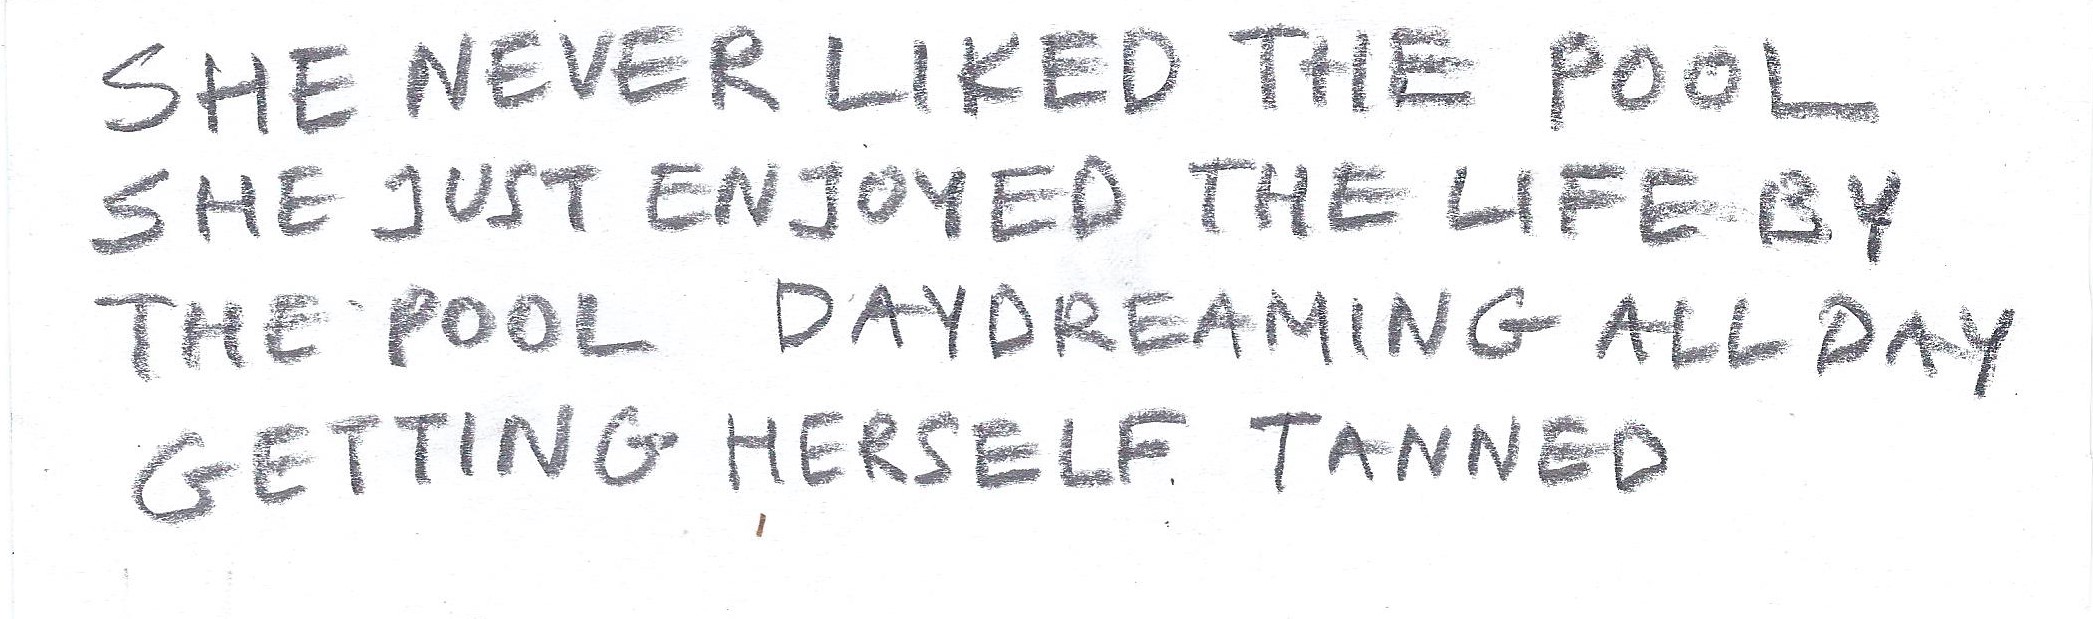 SHE NEVER LIKED THE POOL
SHE JUST ENJOYED THE LIFE BY
THE POOL DAYDREAMING ALL DAY
GETTING HERSELF TANNED